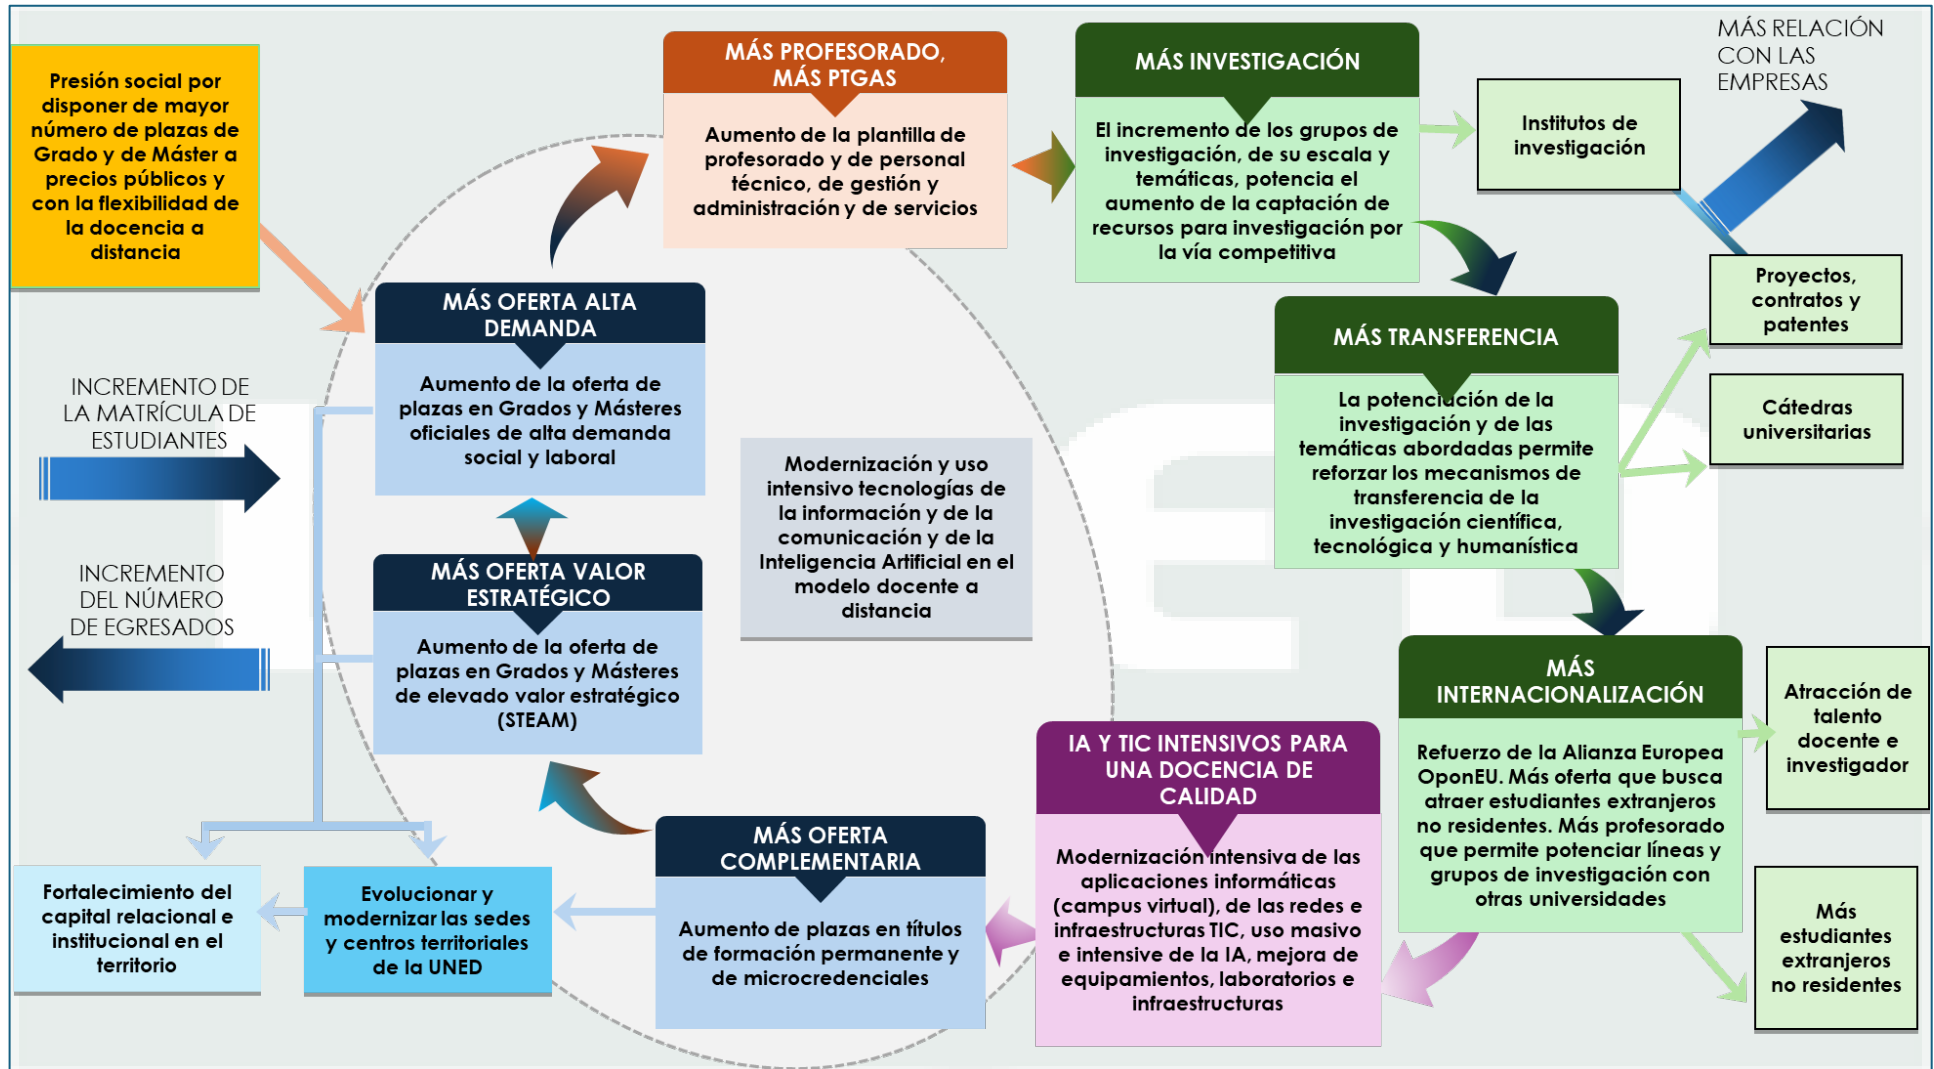 Presión social por
disponer de mayor
número de plazas de
Grado y de Máster a
precios públicos y
con la flexibilidad de
la docencia a
distancia
INCREMENTO DE
LA MATRÍCULA DE
ESTUDIANTES
INCREMENTO
DEL NÚMERO
DE EGRESADOS
MÁS OFERTA ALTA
DEMANDA
Aumento de la oferta de
plazas en Grados y Másteres
oficiales de alta demanda
social y laboral
MÁS OFERTA VALOR
ESTRATÉGICO
Aumento de la oferta de
plazas en Grados y Másteres
de elevado valor estratégico
(STEAM)
Fortalecimiento del
capital relacional e
institucional en el
territorio
Evolucionar y
modernizar las sedes
y centros territoriales
de la UNED
MÁS OFERTA
COMPLEMENTARIA
Aumento de plazas en títulos
de formación permanente y
de microcredenciales
MÁS PROFESORADO,
MÁS PTGAS
Aumento de la plantilla de
profesorado y de personal
técnico, de gestión y
administración y de servicios
Modernización y uso
intensivo tecnologías de
la información y de la
comunicación y de la
Inteligencia Artificial en el
modelo docente a
distancia
MÁS INVESTIGACIÓN
El incremento de los grupos de
investigación, de su escala y
temáticas, potencia el
aumento de la captación de
recursos para investigación por
la vía competitiva
Institutos de
investigación
MÁS RELACIÓN
CON LAS
EMPRESAS
MÁS TRANSFERENCIA
La potenciación de la
investigación y de las
temáticas abordadas permite
reforzar los mecanismos de
transferencia de la
investigación científica,
tecnológica y humanística
Proyectos,
contratos y
patentes
Cátedras
universitarias
MÁS
INTERNACIONALIZACIÓN
Refuerzo de la Alianza Europea
OponEU. Más oferta que busca
atraer estudiantes extranjeros
no residentes. Más profesorado
que permite potenciar líneas y
grupos de investigación con
otras universidades
Atracción de
talento
docente e
investigador
Más
estudiantes
extranjeros
no residentes
IA Y TIC INTENSIVOS PARA
UNA DOCENCIA DE
CALIDAD
Modernización intensiva de las
aplicaciones informáticas
(campus virtual), de las redes e
infraestructuras TIC, uso masivo
e intensive de la IA, mejora de
equipamientos, laboratorios e
infraestructuras